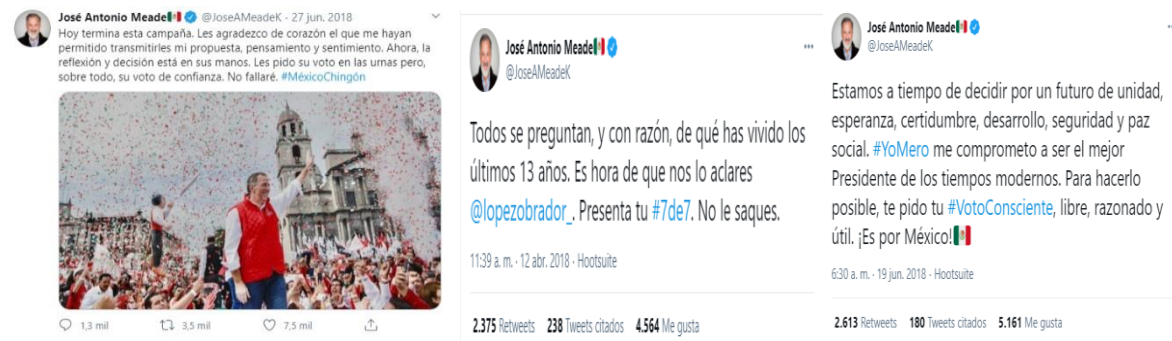 José Antonio Meade🇲🇽 @JoseAMeadeK · 27 jun. 2018
Hoy termina esta campaña. Les agradezco de corazón el que me hayan
permitido transmitirles mi propuesta, pensamiento y sentimiento. Ahora, la
reflexión y decisión está en sus manos. Les pido su voto en las urnas pero,
sobre todo, su voto de confianza. No fallaré. #MéxicoChingón
1,3 mil 3,5 mil 7,5 mil
José Antonio Meade🇲🇽
@JoseAMeadeK
Todos se preguntan, y con razón, de qué has vivido los
últimos 13 años. Es hora de que nos lo aclares
@lopezobrador_. Presenta tu #7de7. No le saques.
11:39 a. m. · 12 abr. 2018 · Hootsuite
2.375 Retweets 238 Tweets citados 4.564 Me gusta
José Antonio Meade🇲🇽
@JoseAMeadeK
Estamos a tiempo de decidir por un futuro de unidad,
esperanza, certidumbre, desarrollo, seguridad y paz
social. #YoMero me comprometo a ser el mejor
Presidente de los tiempos modernos. Para hacerlo
posible, te pido tu #VotoConsciente, libre, razonado y
útil. ¡Es por México!🇲🇽
6:30 a. m. · 19 jun. 2018 · Hootsuite
2.613 Retweets 180 Tweets citados 5.161 Me gusta